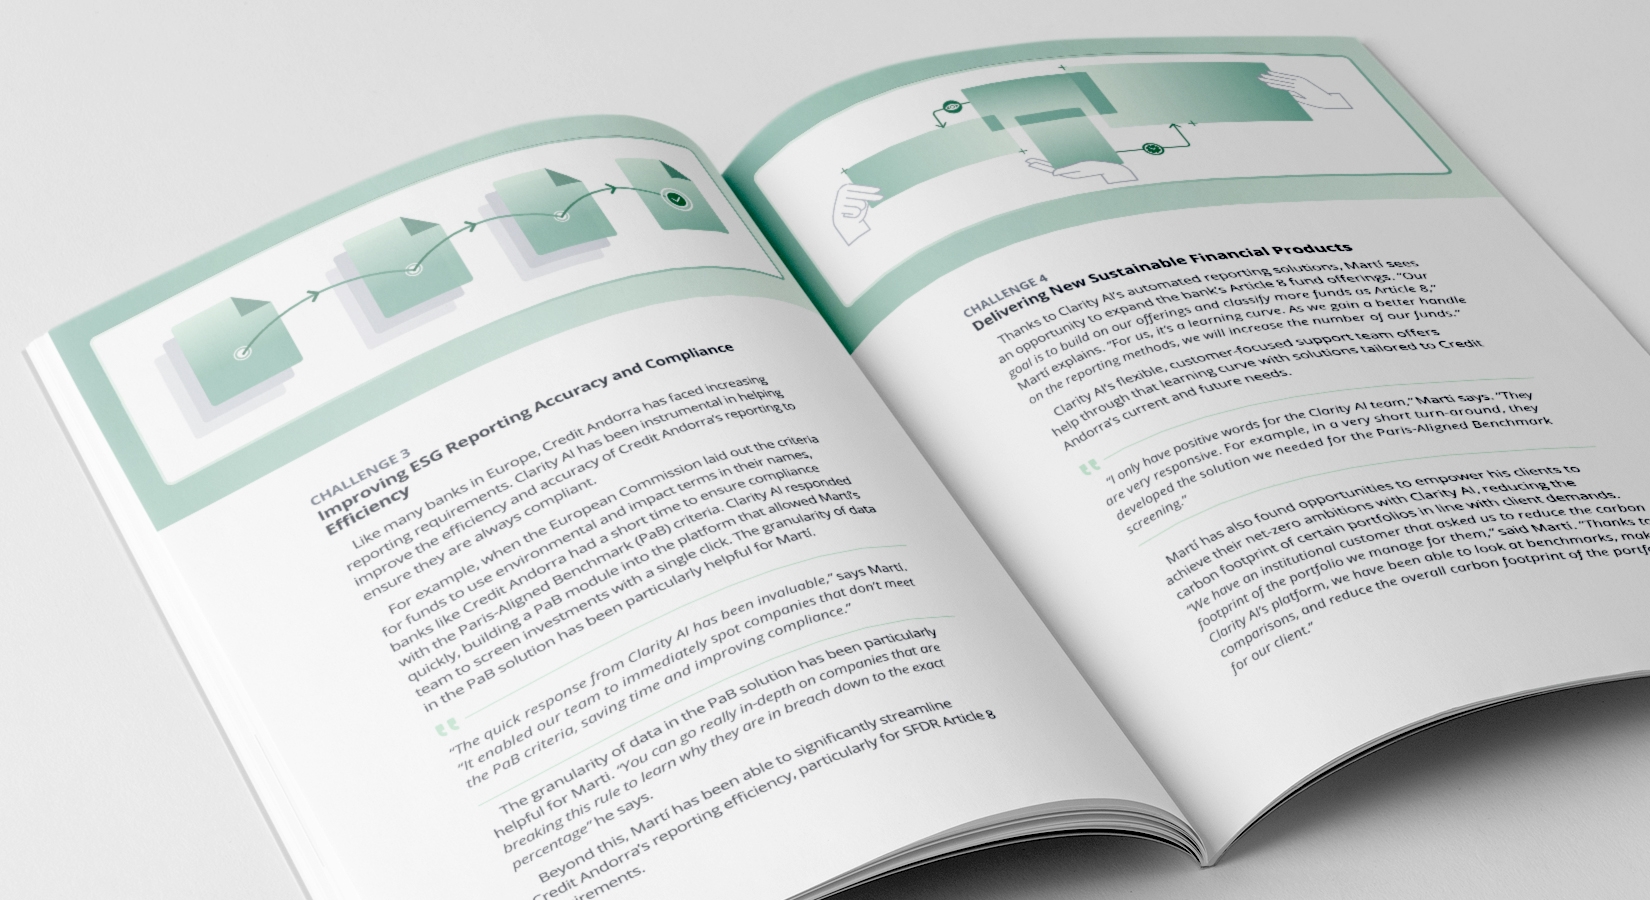 CHALLENGE 3
Improving ESG Reporting Accuracy and Compliance
Efficiency
Like many banks in Europe, Credit Andorra has faced increasing
reporting requirements. Clarity AI has been instrumental in helping
improve the efficiency and accuracy of Credit Andorra's reporting to
ensure they are always compliant.
For example, when the European Commission laid out the criteria
for funds to use environmental and impact terms in their names,
banks like Credit Andorra had a short time to ensure compliance
with the Paris-Aligned Benchmark (PaB) criteria. Clarity AI responded
quickly, building a PaB module into the platform that allowed Martí's
team to screen investments with a single click. The granularity of data
in the PaB solution has been particularly helpful for Martí.
"The quick response from Clarity AI has been invaluable," says Martí.
"It enabled our team to immediately spot companies that don't meet
the PaB criteria, saving time and improving compliance."
The granularity of data in the PaB solution has been particularly
helpful for Martí. "You can go really in-depth on companies that are
breaking this rule to learn why they are in breach down to the exact
percentage" he says.
Beyond this, Martí has been able to significantly streamline
Credit Andorra's reporting efficiency, particularly for SFDR Article 8
irements.
CHALLENGE 4
Delivering New Sustainable Financial Products
Thanks to Clarity AI's automated reporting solutions, Martí sees
an opportunity to expand the bank's Article 8 fund offerings. "Our
goal is to build on our offerings and classify more funds as Article 8,"
Martí explains. "For us, it's a learning curve. As we gain a better handle
on the reporting methods, we will increase the number of our funds."
Clarity AI's flexible, customer-focused support team offers
help through that learning curve with solutions tailored to Credit
Andorra's current and future needs.
"I only have positive words for the Clarity AI team," Martí says. "They
are very responsive. For example, in a very short turn-around, they
developed the solution we needed for the Paris-Aligned Benchmark
screening."
Martí has also found opportunities to empower his clients to
achieve their net-zero ambitions with Clarity AI, reducing the
carbon footprint of certain portfolios in line with client demands.
"We have an institutional customer that asked us to reduce the carbon
footprint of the portfolio we manage for them," said Martí. "Thanks to
Clarity AI's platform, we have been able to look at benchmarks, mak
comparisons, and reduce the overall carbon footprint of the portf
for our client."